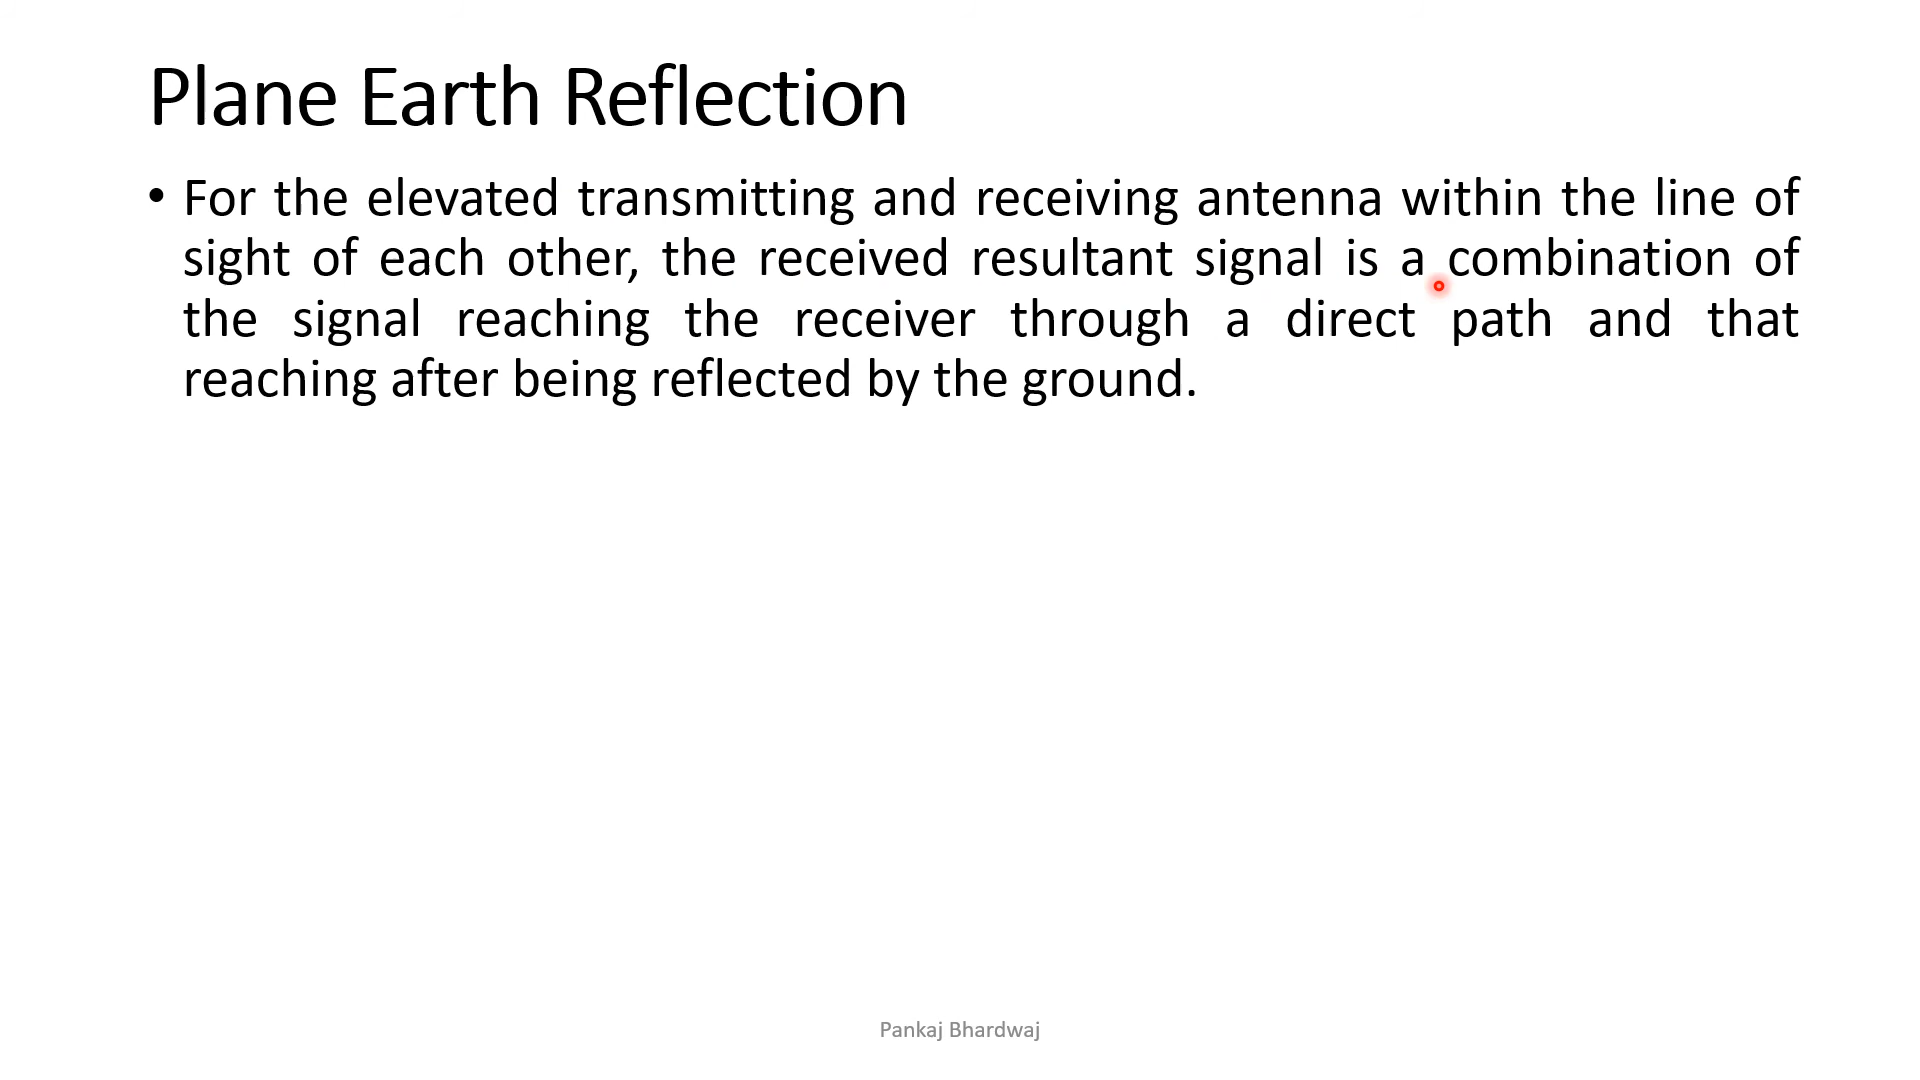 Plane Earth Reflection
• For the elevated transmitting and receiving antenna within the line of
sight of each other, the received resultant signal is a combination of
the signal reaching the receiver through a direct path and that
reaching after being reflected by the ground.
Pankaj Bhardwaj